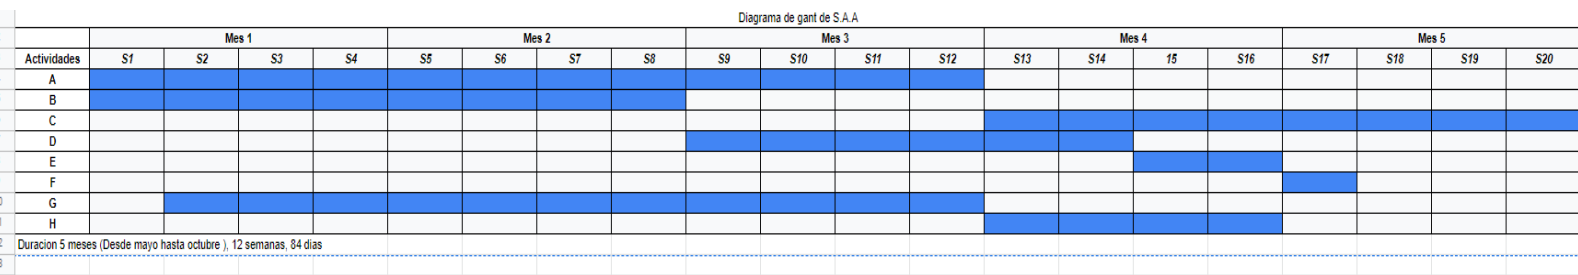 Diagrama de gant de S.A.A
Mes 1 Mes 2 Mes 3 Mes 4 Mes 5
Actividades S1 S2 S3 S4 S5 S6 S7 S8 S9 S10 S11 S12 S13 S14 15 S16 S17 S18 S19 S20
A
B
C
D
E
F
G
H
Duracion 5 meses (Desde mayo hasta octubre ), 12 semanas, 84 dias